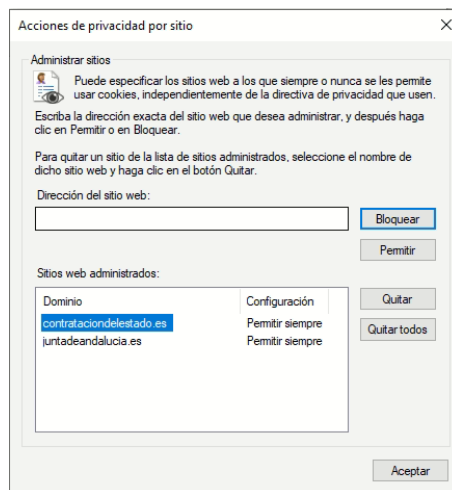 Acciones de privacidad por sitio
Administrar sitios
Puede especificar los sitios web a los que siempre o nunca se les permite
usar cookies, independientemente de la directiva de privacidad que usen.
Escriba la dirección exacta del sitio web que desea administrar, y después haga
clic en Permitir o en Bloquear.
Para quitar un sitio de la lista de sitios administrados, seleccione el nombre de
dicho sitio web y haga clic en el botón Quitar.
Dirección del sitio web:
Bloquear
Permitir
Sitios web administrados:
Dominio Configuración
contrataciondelestado.es Permitir siempre
juntadeandalucia.es Permitir siempre
Quitar
Quitar todos
Aceptar